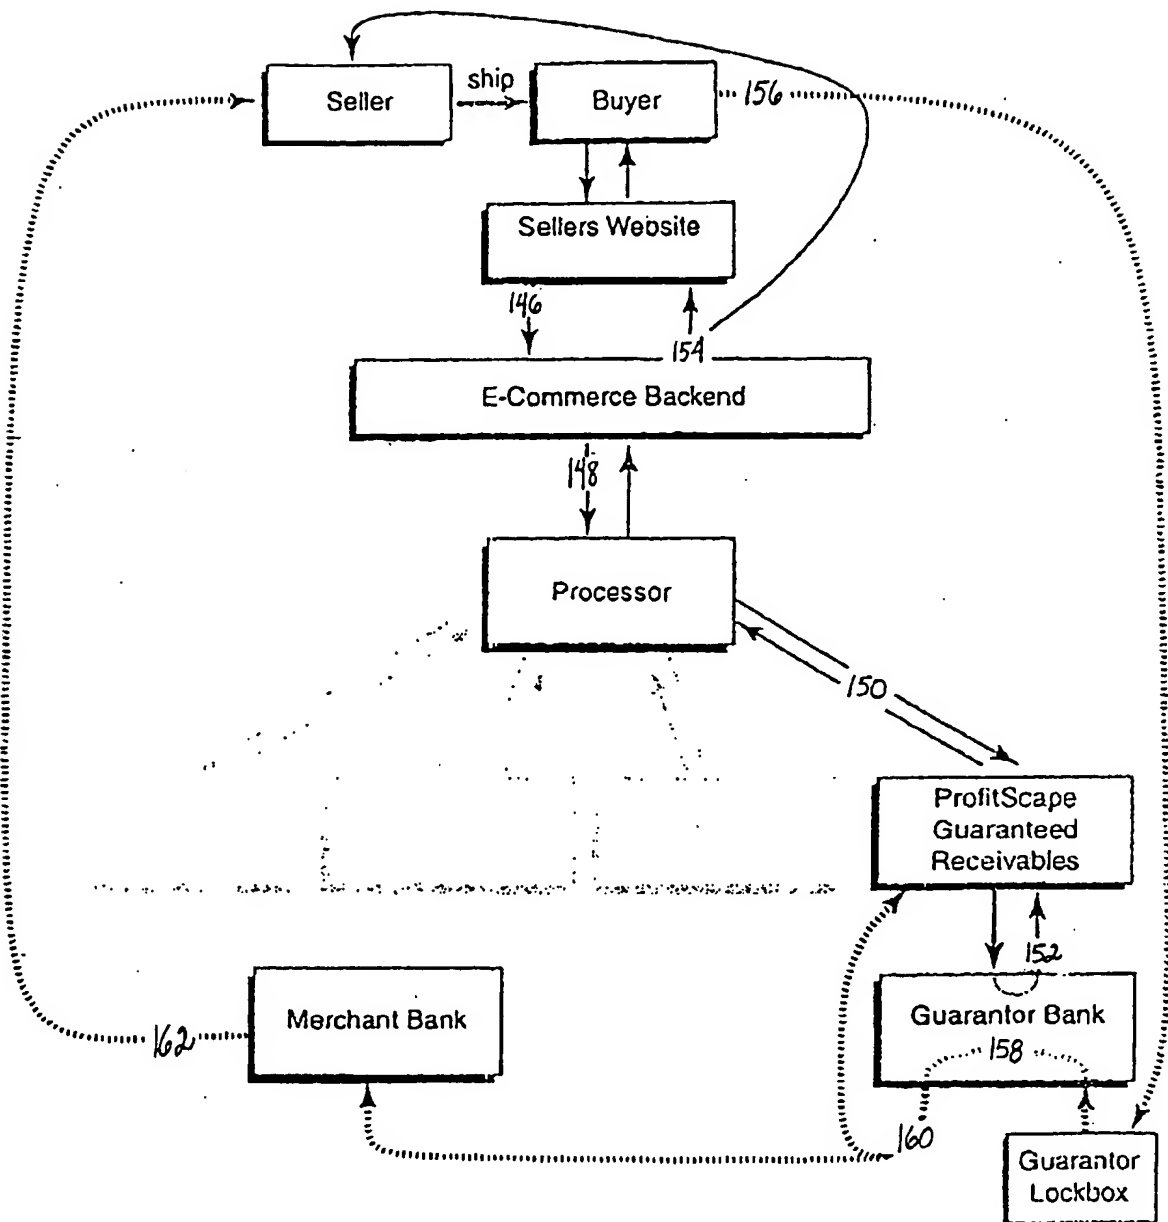 Seller
ship
Buyer
156
Sellers Website
146
154
E-Commerce Backend
148
Processor
150
ProfitScape
Guaranteed
Receivables
152
Merchant Bank
Guarantor Bank
162
158
160
Guarantor
Lockbox